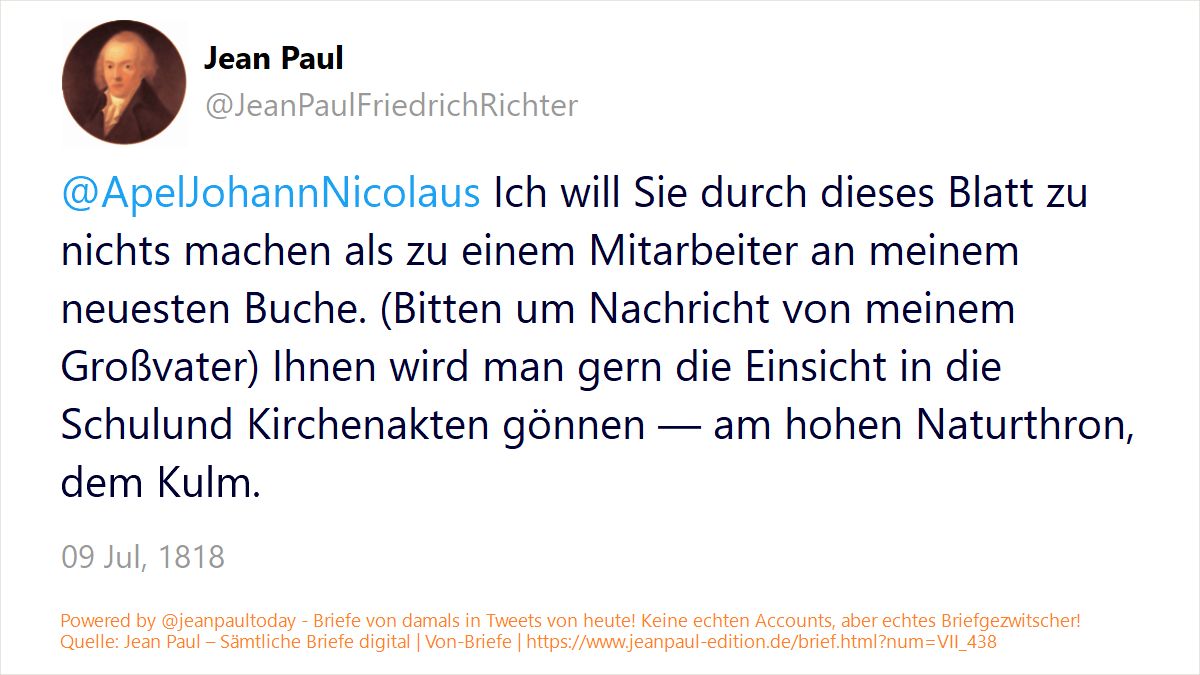 Jean Paul
@JeanPaulFriedrichRichter
@ApelJohannNicolaus Ich will Sie durch dieses Blatt zu
nichts machen als zu einem Mitarbeiter an meinem
neuesten Buche. (Bitten um Nachricht von meinem
Großvater) Ihnen wird man gern die Einsicht in die
Schulund Kirchenakten gönnen — am hohen Naturthron,
dem Kulm.
09 Jul, 1818
Powered by @jeanpaultoday - Briefe von damals in Tweets von heute! Keine echten Accounts, aber echtes Briefgezwitscher!
Quelle: Jean Paul – Sämtliche Briefe digital | Von-Briefe | https://www.jeanpaul-edition.de/brief.html?num=VII_438